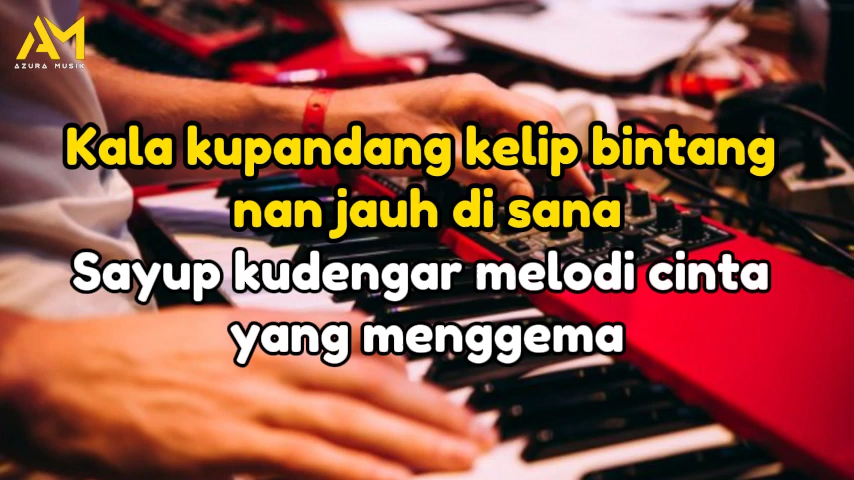 AM
AZURA MUSIK
Kala kupandang kelip bintang
nan jauh di sana
Sayup kudengar melodi cinta
yang menggema